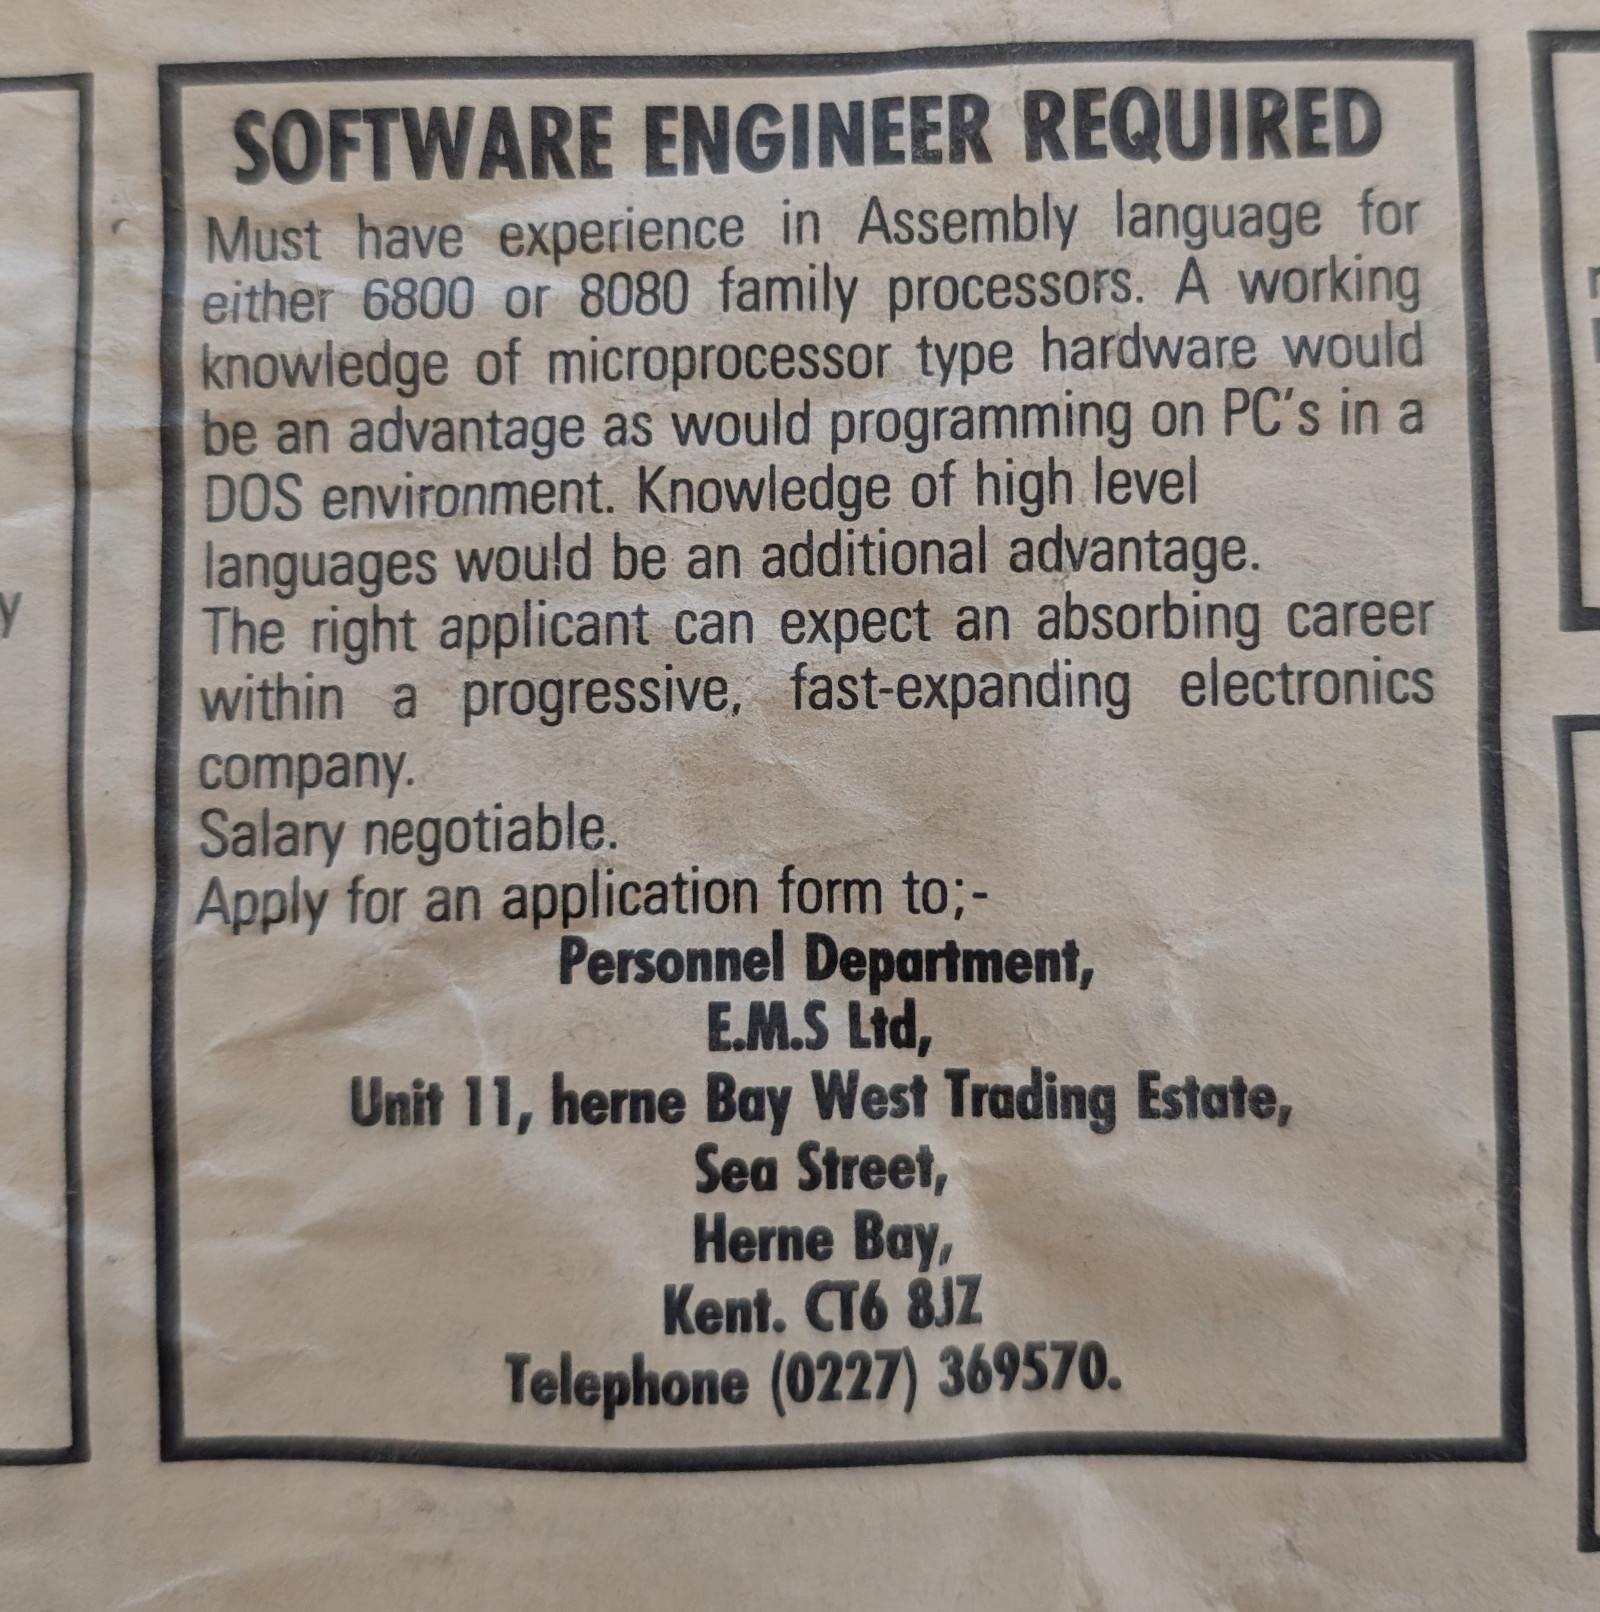 SOFTWARE ENGINEER REQUIRED
Must have experience in Assembly language for
either 6800 or 8080 family processors. A working
knowledge of microprocessor type hardware would
be an advantage as would programming on PC's in a
DOS environment. Knowledge of high level
languages would be an additional advantage.
The right applicant can expect an absorbing career
within a progressive, fast-expanding electronics
company.
Salary negotiable.
Apply for an application form to;-
Personnel Department,
E.M.S Ltd,
Unit 11, herne Bay West Trading Estate,
Sea Street,
Herne Bay,
Kent. CT6 8JZ
Telephone (0227) 369570.